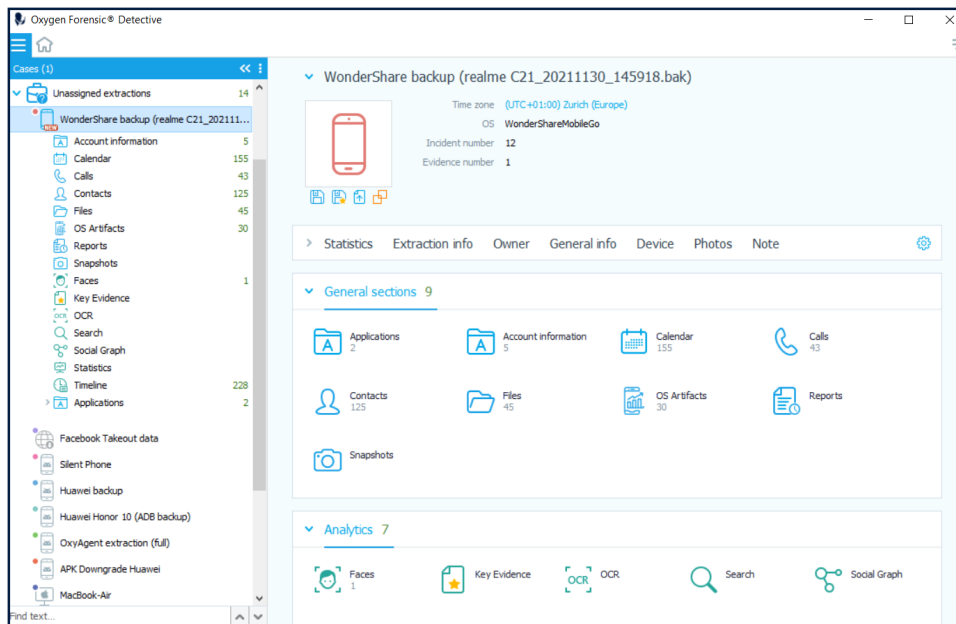 Oxygen Forensic® Detective
Cases (1)
Unassigned extractions 14
WonderShare backup (realme C21_202111...
NEW
Account information 5
Calendar 155
Calls 43
Contacts 125
Files 45
OS Artifacts 30
Reports
Snapshots
Faces 1
Key Evidence
OCR
Search
Social Graph
Statistics
Timeline 228
Applications 2
Facebook Takeout data
Silent Phone
Huawei backup
Huawei Honor 10 (ADB backup)
OxyAgent extraction (full)
APK Downgrade Huawei
MacBook-Air
Find text...
WonderShare backup (realme C21_20211130_145918.bak)
Time zone (UTC+01:00) Zurich (Europe)
OS WonderShareMobileGo
Incident number 12
Evidence number 1
Statistics Extraction info Owner General info Device Photos Note
General sections 9
Applications
2
Account information
5
Calendar
155
Calls
43
Contacts
125
Files
45
OS Artifacts
30
Reports
Snapshots
Analytics 7
Faces
1
Key Evidence
OCR
OCR
Search
Social Graph